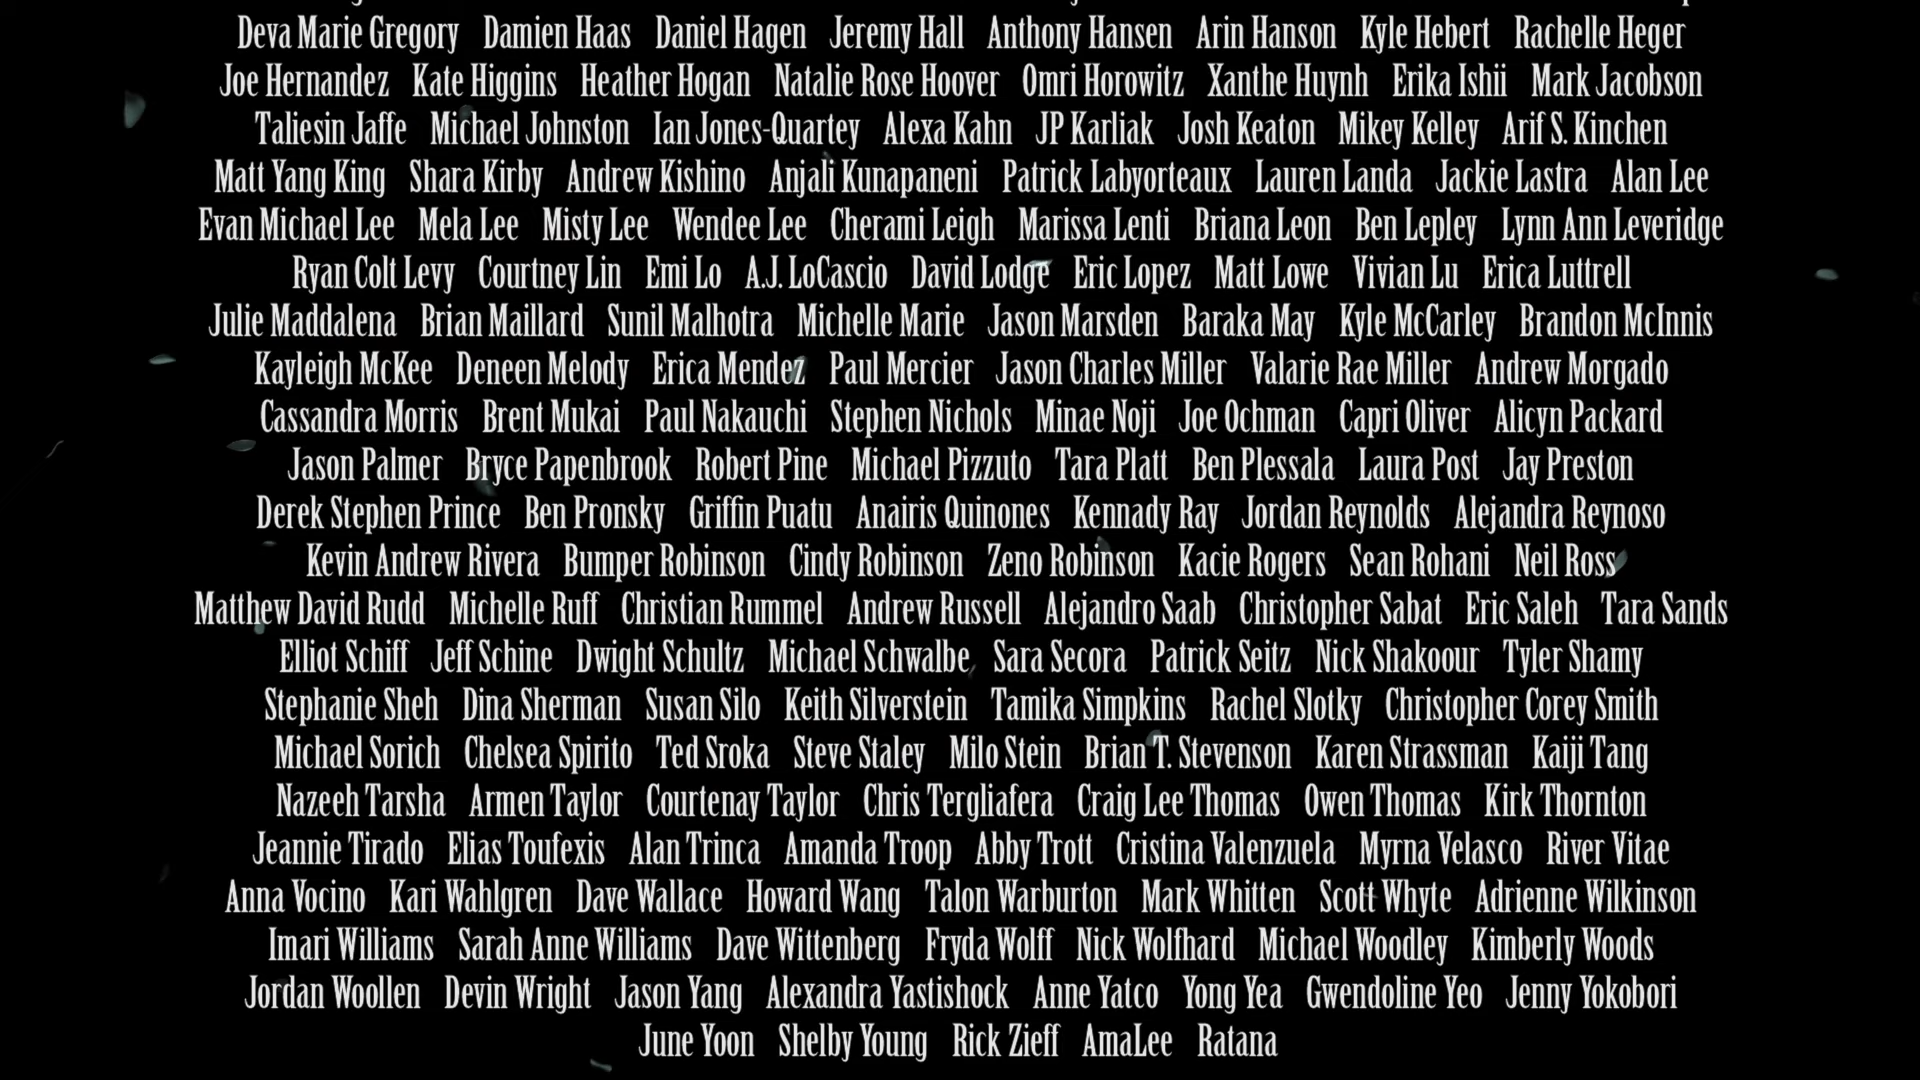 Deva Marie Gregory Damien Haas Daniel Hagen Jeremy Hall Anthony Hansen Arin Hanson Kyle Hebert Rachelle Heger
Joe Hernandez Kate Higgins Heather Hogan Natalie Rose Hoover Omri Horowitz Xanthe Huynh Erika Ishii Mark Jacobson
Taliesin Jaffe Michael Johnston Ian Jones-Quartey Alexa Kahn JP Karliak Josh Keaton Mikey Kelley Arif S. Kinchen
Matt Yang King Shara Kirby Andrew Kishino Anjali Kunapaneni Patrick Labyorteaux Lauren Landa Jackie Lastra Alan Lee
Evan Michael Lee Mela Lee Misty Lee Wendee Lee Cherami Leigh Marissa Lenti Briana Leon Ben Lepley Lynn Ann Leveridge
Ryan Colt Levy Courtney Lin Emi Lo A.J. LoCascio David Lodge Eric Lopez Matt Lowe Vivian Lu Erica Luttrell
Julie Maddalena Brian Maillard Sunil Malhotra Michelle Marie Jason Marsden Baraka May Kyle McCarley Brandon McInnis
Kayleigh McKee Deneen Melody Erica Mendez Paul Mercier Jason Charles Miller Valarie Rae Miller Andrew Morgado
Cassandra Morris Brent Mukai Paul Nakauchi Stephen Nichols Minae Noji Joe Ochman Capri Oliver Alicyn Packard
Jason Palmer Bryce Papenbrook Robert Pine Michael Pizzuto Tara Platt Ben Plessala Laura Post Jay Preston
Derek Stephen Prince Ben Pronsky Griffin Puatu Anairis Quinones Kennady Ray Jordan Reynolds Alejandra Reynoso
Kevin Andrew Rivera Bumper Robinson Cindy Robinson Zeno Robinson Kacie Rogers Sean Rohani Neil Ross
Matthew David Rudd Michelle Ruff Christian Rummel Andrew Russell Alejandro Saab Christopher Sabat Eric Saleh Tara Sands
Elliot Schiff Jeff Schine Dwight Schultz Michael Schwalbe Sara Secora Patrick Seitz Nick Shakoour Tyler Shamy
Stephanie Sheh Dina Sherman Susan Silo Keith Silverstein Tamika Simpkins Rachel Slotky Christopher Corey Smith
Michael Sorich Chelsea Spirito Ted Sroka Steve Staley Milo Stein Brian T. Stevenson Karen Strassman Kaiji Tang
Nazeeh Tarsha Armen Taylor Courtenay Taylor Chris Tergliafera Craig Lee Thomas Owen Thomas Kirk Thornton
Jeannie Tirado Elias Toufexis Alan Trinca Amanda Troop Abby Trott Cristina Valenzuela Myrna Velasco River Vitae
Anna Vocino Kari Wahlgren Dave Wallace Howard Wang Talon Warburton Mark Whitten Scott Whyte Adrienne Wilkinson
Imari Williams Sarah Anne Williams Dave Wittenberg Fryda Wolff Nick Wolfhard Michael Woodley Kimberly Woods
Jordan Woollen Devin Wright Jason Yang Alexandra Yastishock Anne Yatco Yong Yea Gwendoline Yeo Jenny Yokobori
June Yoon Shelby Young Rick Zieff AmaLee Ratana